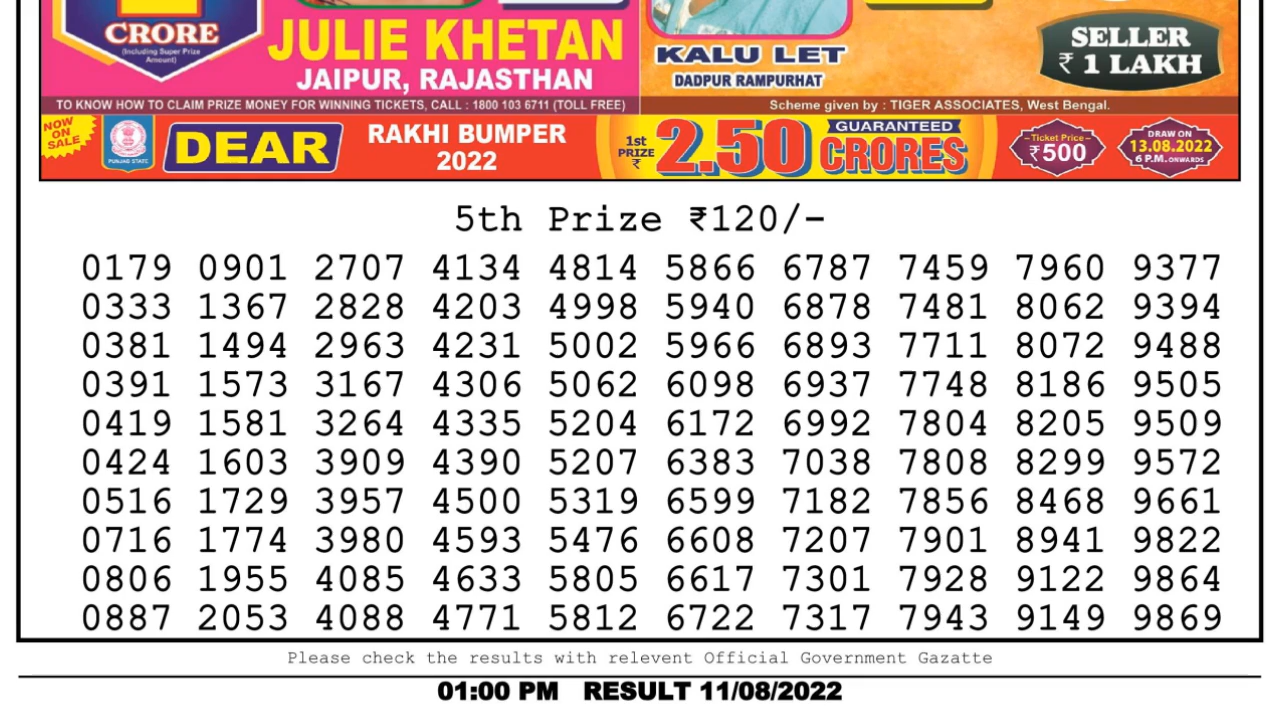 CRORE
(Including Super Prize
Amount)
JULIE KHETAN
JAIPUR, RAJASTHAN
KALU LET
DADPUR RAMPURHAT
SELLER
₹ 1 LAKH
TO KNOW HOW TO CLAIM PRIZE MONEY FOR WINNING TICKETS, CALL : 1800 103 6711 (TOLL FREE)
Scheme given by : TIGER ASSOCIATES, West Bengal.
NOW
ON
SALE
PUNJAB STATE
DEAR
RAKHI BUMPER
2022
1st
PRIZE
₹
2.50
GUARANTEED
CRORES
Ticket Price
₹500
DRAW ON
13.08.2022
6 P.M. ONWARDS
5th Prize ₹120/-
0179 0901 2707 4134 4814 5866 6787 7459 7960 9377
0333 1367 2828 4203 4998 5940 6878 7481 8062 9394
0381 1494 2963 4231 5002 5966 6893 7711 8072 9488
0391 1573 3167 4306 5062 6098 6937 7748 8186 9505
0419 1581 3264 4335 5204 6172 6992 7804 8205 9509
0424 1603 3909 4390 5207 6383 7038 7808 8299 9572
0516 1729 3957 4500 5319 6599 7182 7856 8468 9661
0716 1774 3980 4593 5476 6608 7207 7901 8941 9822
0806 1955 4085 4633 5805 6617 7301 7928 9122 9864
0887 2053 4088 4771 5812 6722 7317 7943 9149 9869
Please check the results with relevent Official Government Gazatte
01:00 PM RESULT 11/08/2022